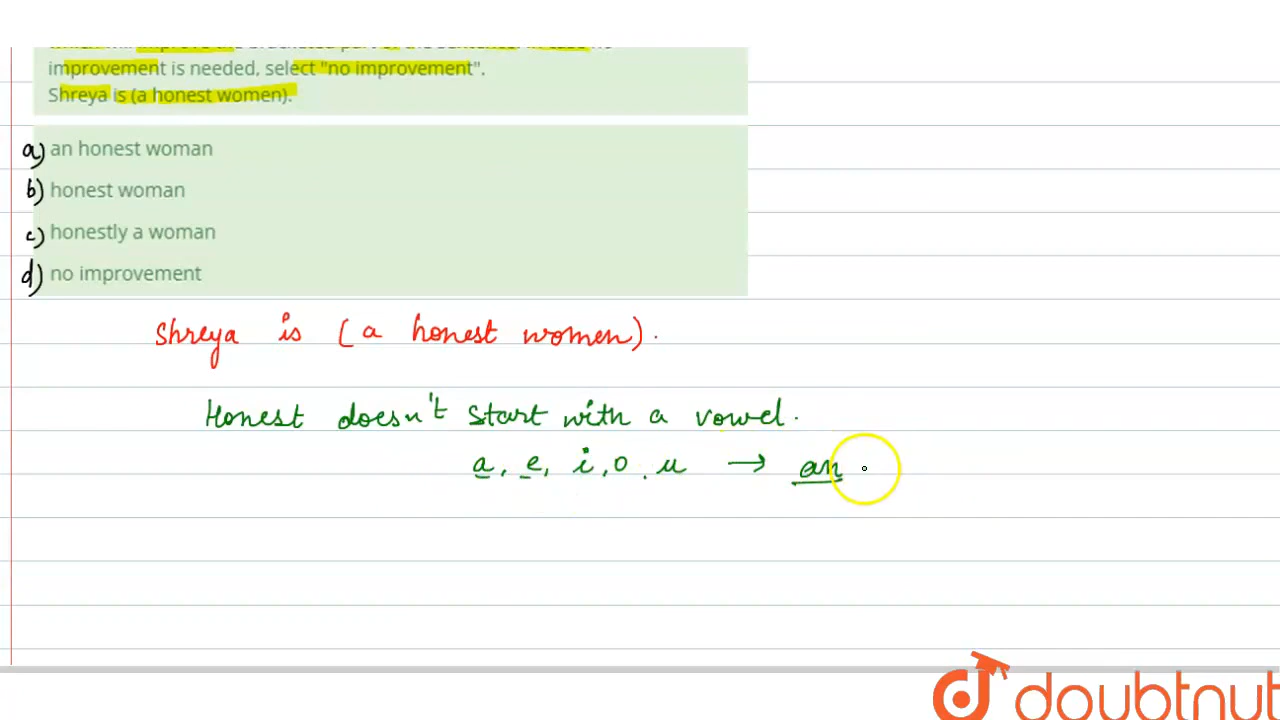 improvement is needed, select "no improvement".
Shreya is (a honest women).
a) an honest woman
b) honest woman
c) honestly a woman
d) no improvement
Shreya is (a honest women).
Honest doesn't start with a vowel.
a, e, i, o, u → an
doubtnut